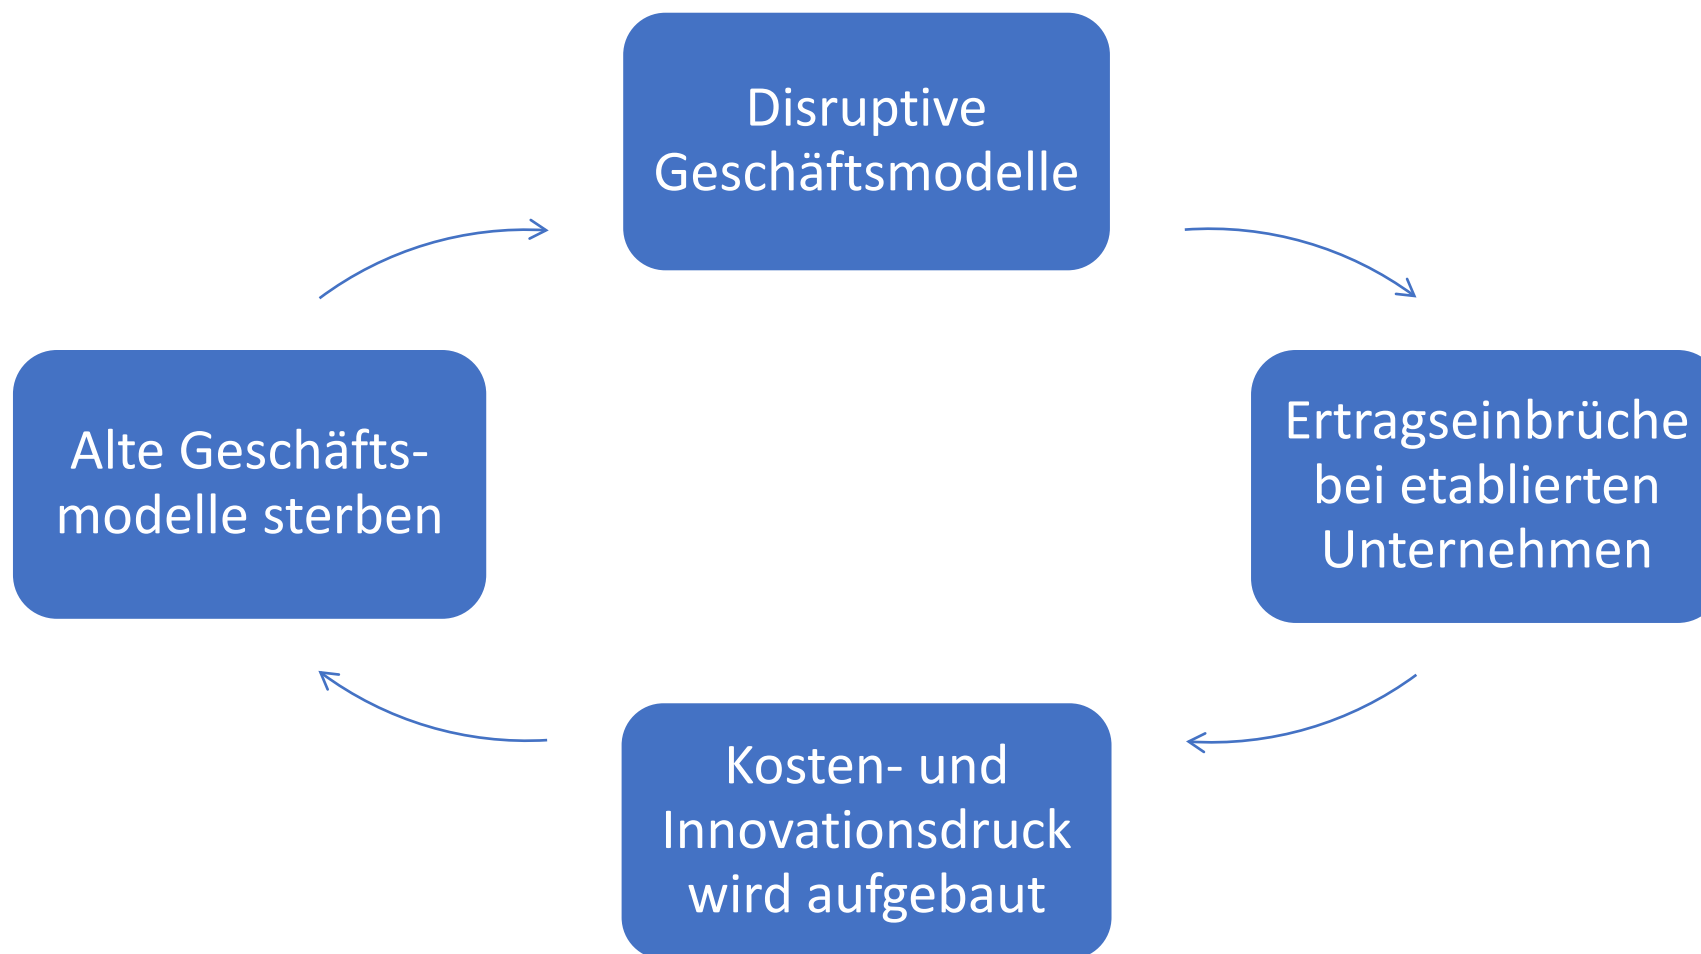 Disruptive
Geschäftsmodelle
Ertragseinbrüche
bei etablierten
Unternehmen
Kosten- und
Innovationsdruck
wird aufgebaut
Alte Geschäfts-
modelle sterben